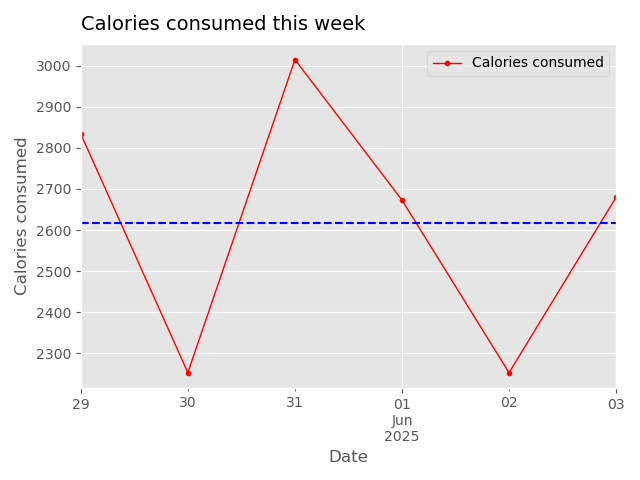 Calories consumed this week
Calories consumed
3000
2900
2800
2700
2600
2500
2400
2300
Calories consumed
29 30 31 01 02 03
Jun
2025
Date